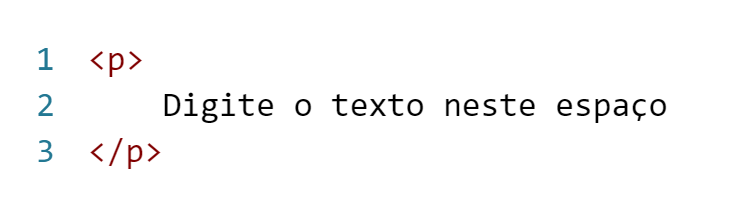 1 <p>
2 Digite o texto neste espaço
3 </p>